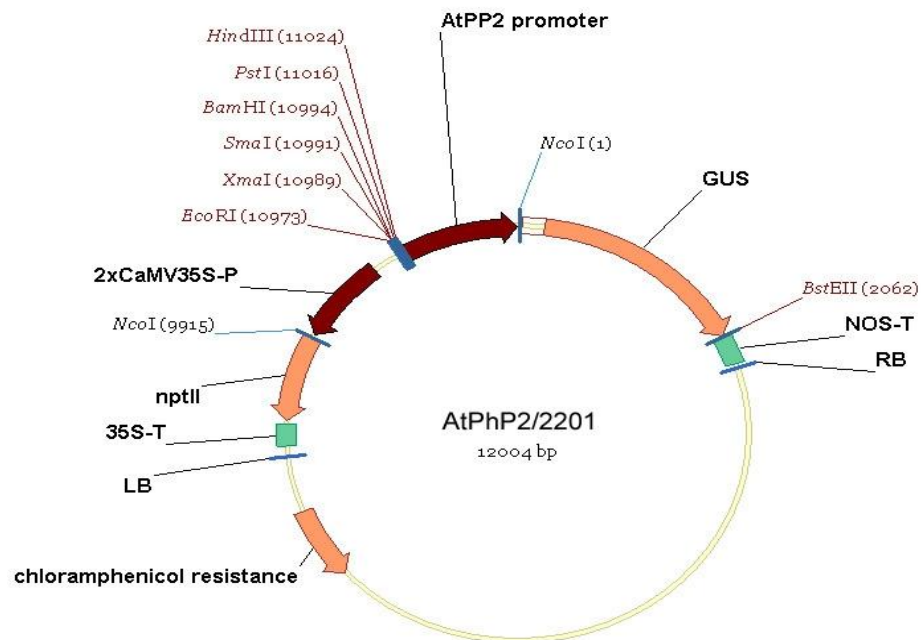 AtPP2 promoter
HindIII (11024)
PstI (11016)
BamHI (10994)
SmaI (10991)
XmaI (10989)
EcoRI (10973)
NcoI (1)
GUS
2xCaMV35S-P
NcoI (9915)
BstEII (2062)
NOS-T
RB
nptII
35S-T
LB
AtPhP2/2201
12004 bp
chloramphenicol resistance